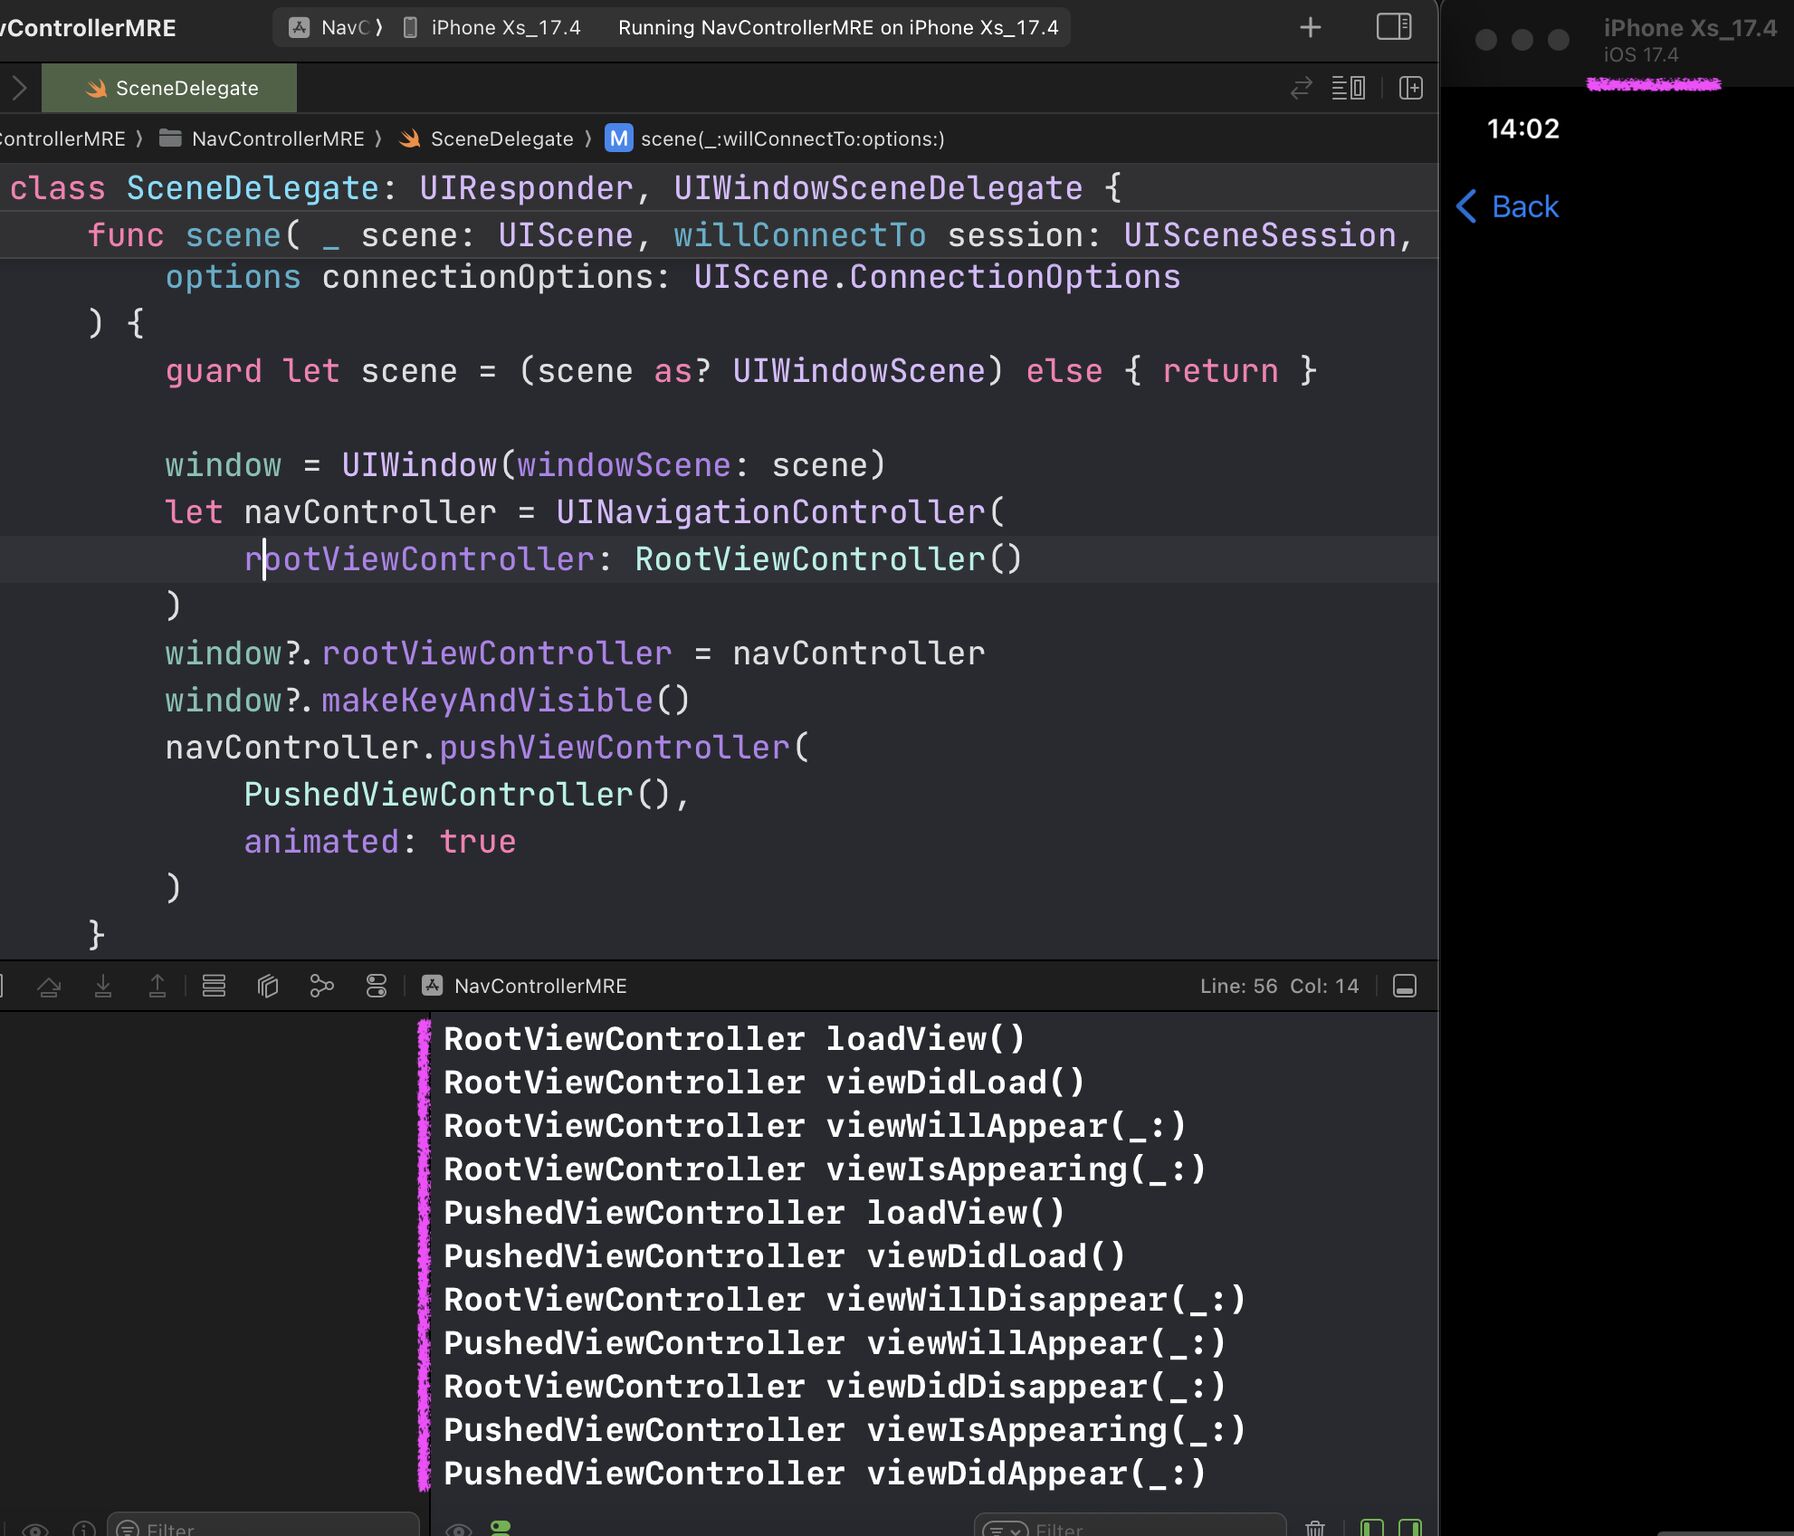 vControllerMRE
NavC
iPhone Xs_17.4
Running NavControllerMRE on iPhone Xs_17.4
iPhone Xs_17.4
iOS 17.4
SceneDelegate
14:02
ontrollerMRE
NavControllerMRE
SceneDelegate
M
scene(_:willConnectTo:options:)
Back
class SceneDelegate: UIResponder, UIWindowSceneDelegate {
func scene( _ scene: UIScene, willConnectTo session: UISceneSession,
options connectionOptions: UIScene.ConnectionOptions
) {
guard let scene = (scene as? UIWindowScene) else { return }
window = UIWindow(windowScene: scene)
let navController = UINavigationController(
rootViewController: RootViewController()
)
window?.rootViewController = navController
window?.makeKeyAndVisible()
navController.pushViewController(
PushedViewController(),
animated: true
)
}
NavControllerMRE
Line: 56 Col: 14
RootViewController loadView()
RootViewController viewDidLoad()
RootViewController viewWillAppear(_:)
RootViewController viewIsAppearing(_:)
PushedViewController loadView()
PushedViewController viewDidLoad()
RootViewController viewWillDisappear(_:)
PushedViewController viewWillAppear(_:)
RootViewController viewDidDisappear(_:)
PushedViewController viewIsAppearing(_:)
PushedViewController viewDidAppear(_:)
Filter
Filter